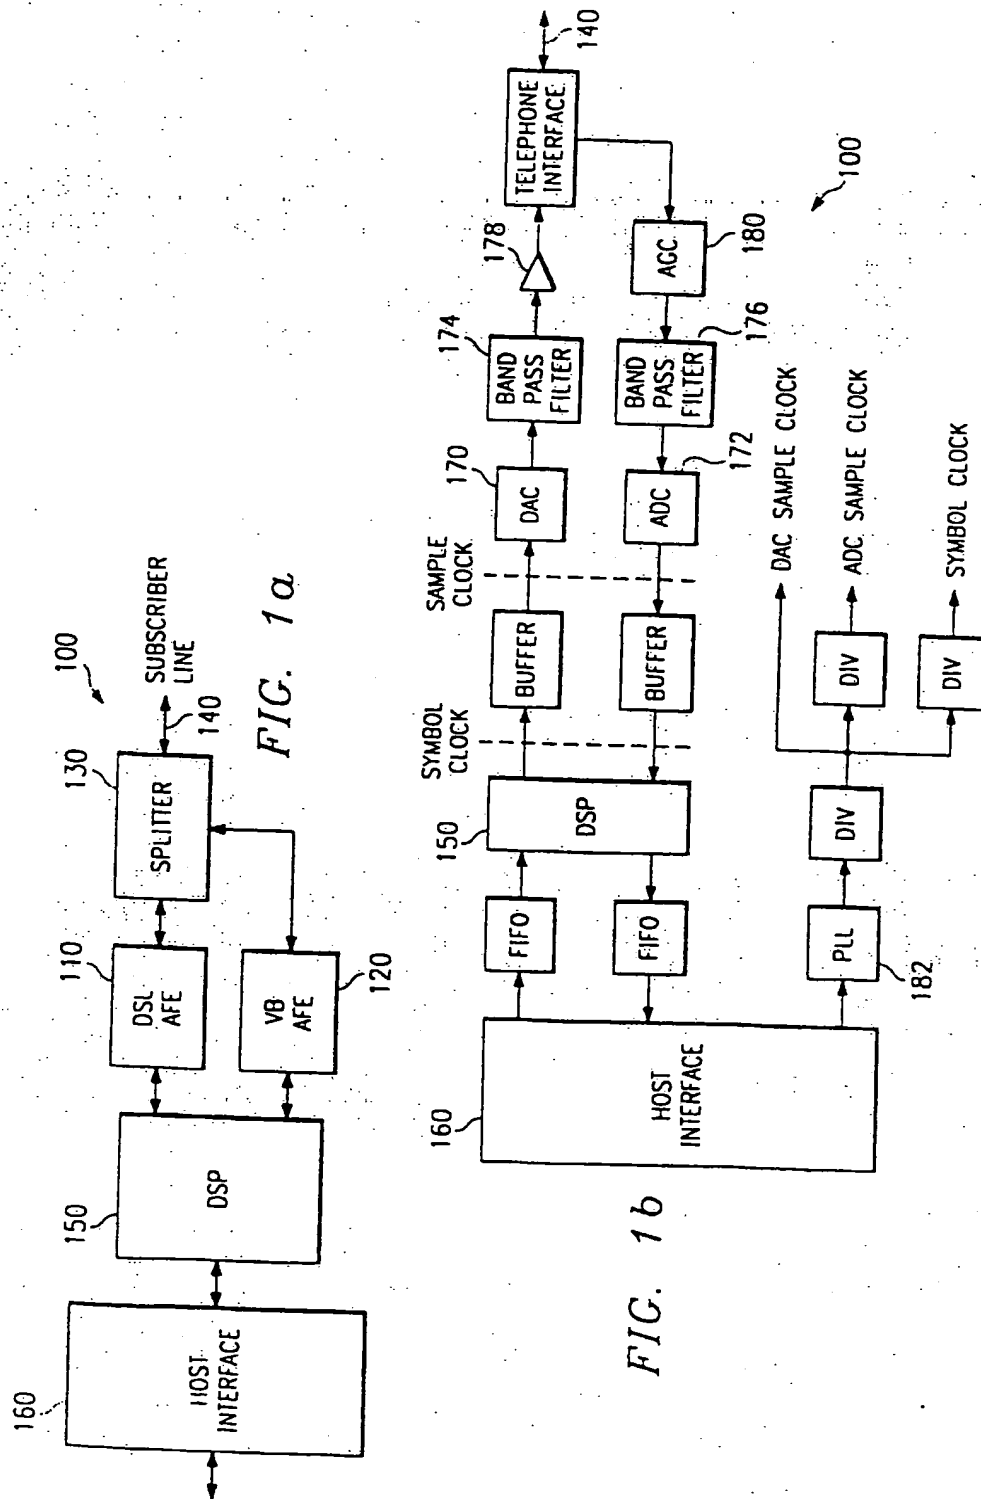 100
SUBSCRIBER
LINE
140
130
SPLITTER
110
DSL
AFE
120
VB
AFE
150
DSP
160
HOST
INTERFACE
FIG. 1a
140
TELEPHONE
INTERFACE
178
174
BAND
PASS
FILTER
170
DAC
SAMPLE
CLOCK
BUFFER
SYMBOL
CLOCK
150
DSP
FIFO
160
HOST
INTERFACE
100
180
AGC
176
BAND
PASS
FILTER
172
ADC
BUFFER
FIFO
182
PLL
DIV
DIV
DIV
DAC SAMPLE CLOCK
ADC SAMPLE CLOCK
SYMBOL CLOCK
FIG. 1b